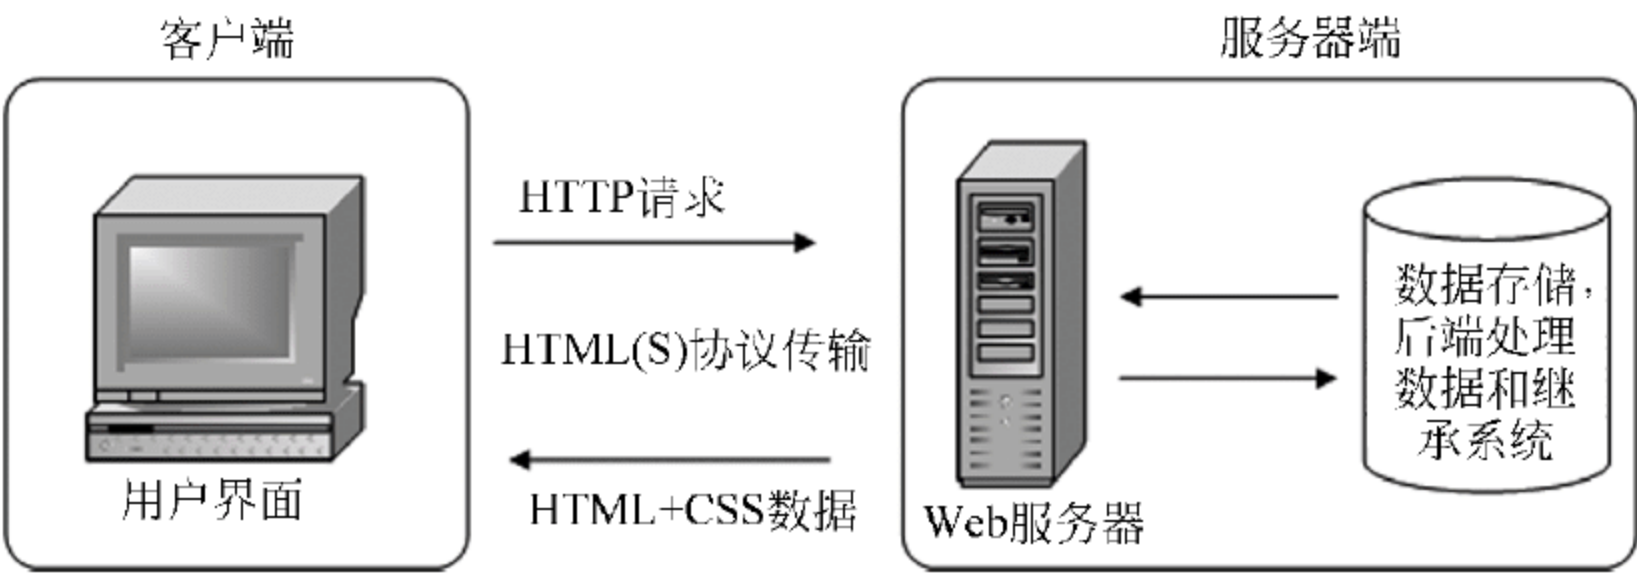 客户端
服务器端
HTTP请求
HTML(S)协议传输
HTML+CSS数据
用户界面
Web服务器
数据存储，
后端处理
数据和继
承系统